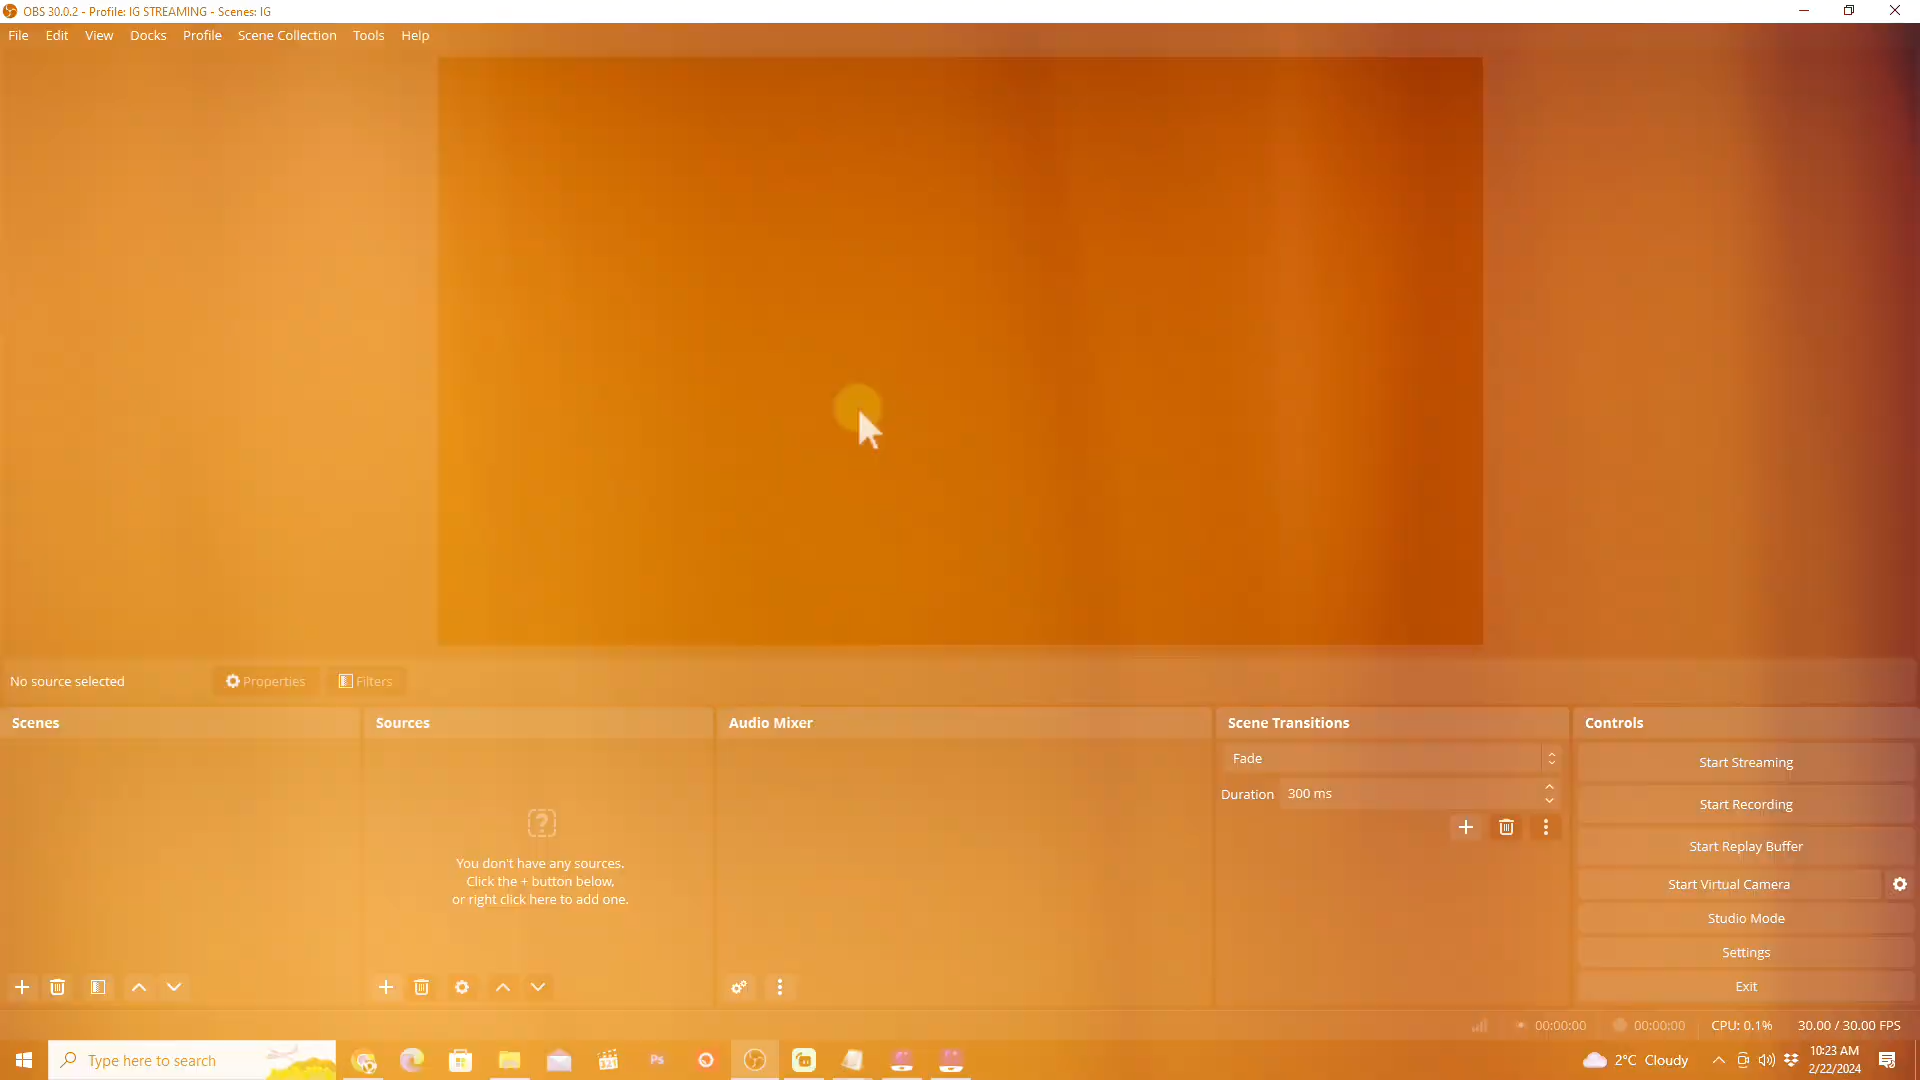 OBS 30.0.2 - Profile: IG STREAMING - Scenes: IG
File Edit View Docks Profile Scene Collection Tools Help
No source selected Properties Filters
Scenes
Sources
You don't have any sources.
Click the + button below,
or right click here to add one.
Audio Mixer
Scene Transitions
Fade
Duration 300 ms
Controls
Start Streaming
Start Recording
Start Replay Buffer
Start Virtual Camera
Studio Mode
Settings
Exit
00:00:00 00:00:00 CPU: 0.1% 30.00 / 30.00 FPS
Type here to search
Ps
2°C Cloudy
10:23 AM
2/22/2024